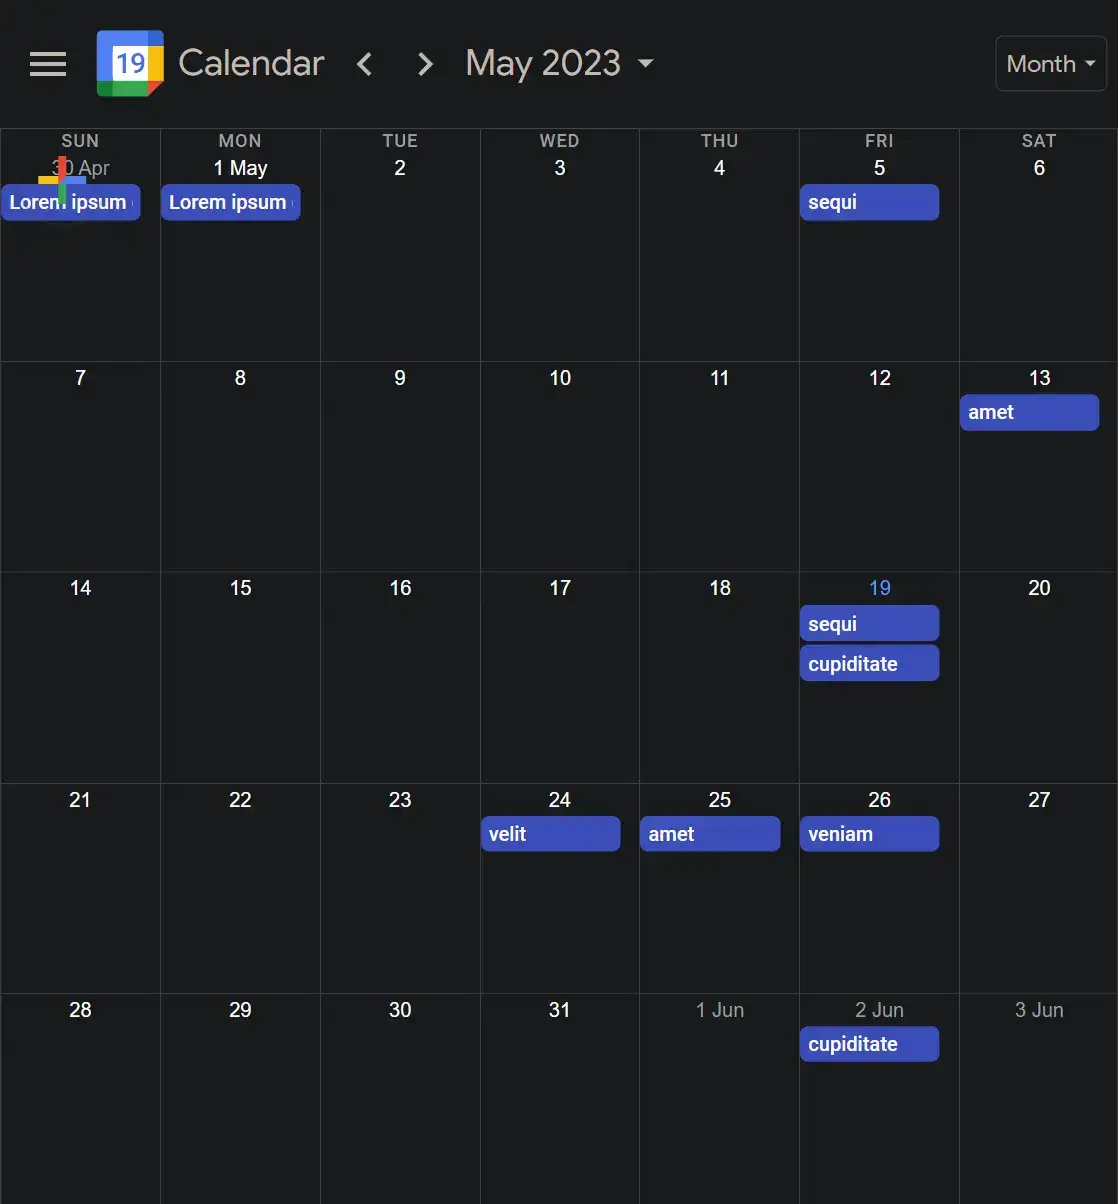 19 Calendar May 2023 Month
SUN MON TUE WED THU FRI SAT
30 Apr 1 May 2 3 4 5 6
Lorem ipsum Lorem ipsum sequi
7 8 9 10 11 12 13
amet
14 15 16 17 18 19 20
sequi
cupiditate
21 22 23 24 25 26 27
velit amet veniam
28 29 30 31 1 Jun 2 Jun 3 Jun
cupiditate